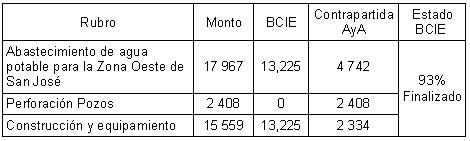 Rubro Monto BCIE Contrapartida AyA Estado BCIE
Abastecimiento de agua
potable para la Zona Oeste de
San José
17 967 13,225 4 742
93%
Finalizado
Perforación Pozos 2 408 0 2 408
Construcción y equipamiento 15 559 13,225 2 334